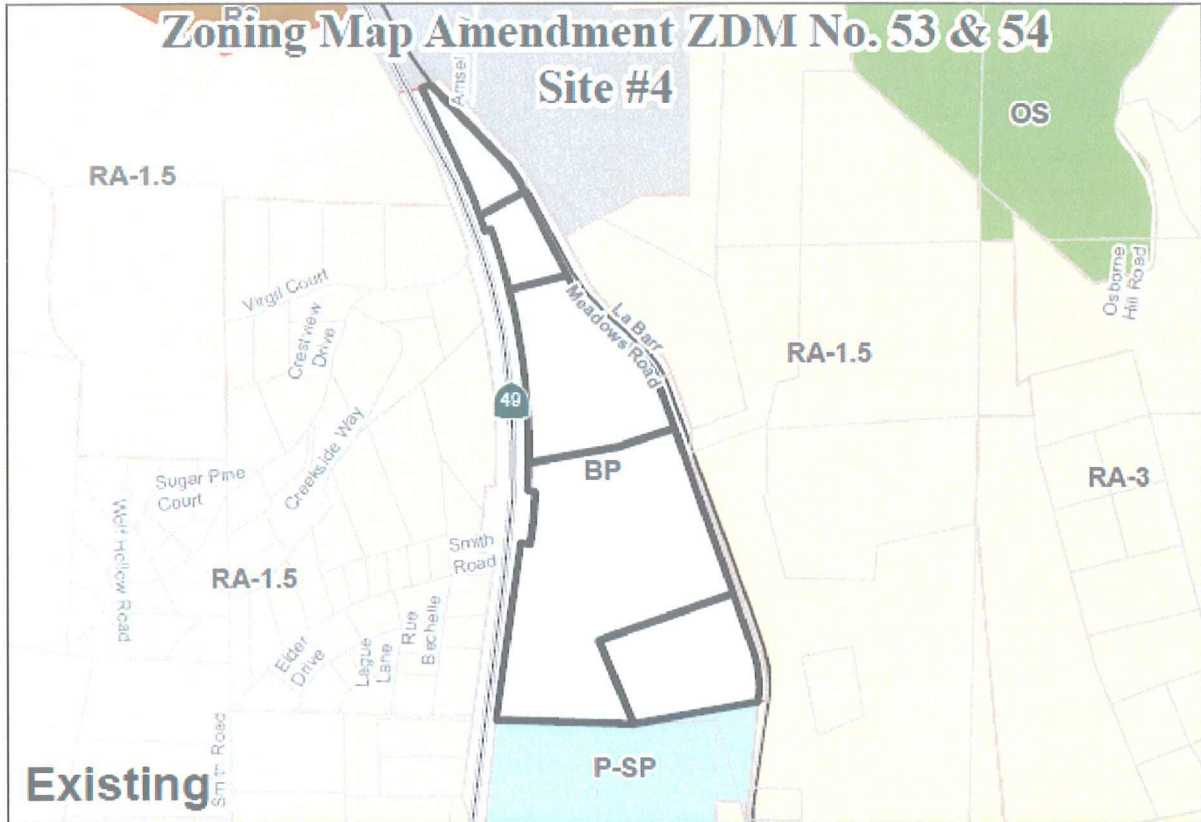 Zoning Map Amendment ZDM No. 53 & 54
Site #4
Amsel
OS
RA-1.5
Osborne
Hill Road
Virgil Court
Crestview
Drive
La Barr
Meadows Road
RA-1.5
49
Creekside Way
BP
RA-3
Sugar Pine
Court
Wolf Hollow Road
Smith
Road
RA-1.5
Rue
Bechelle
Elder
Drive
Lague
Lane
Smith Road
P-SP
Existing